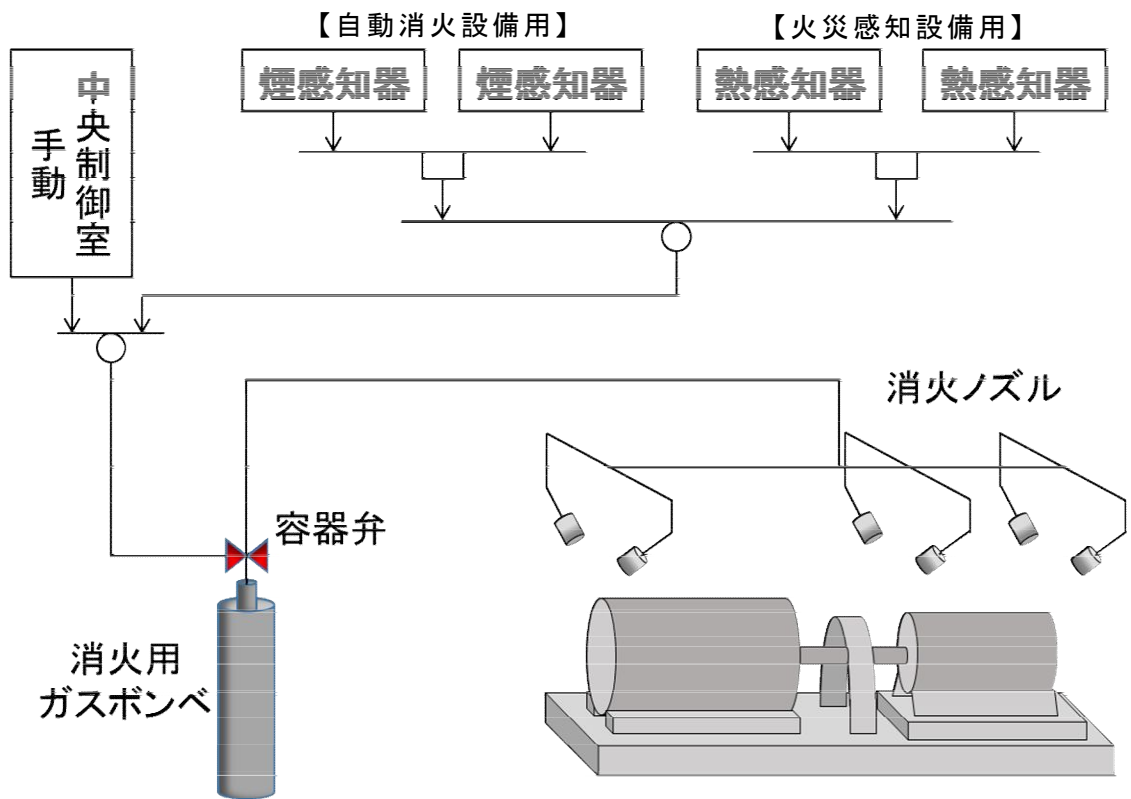 【自動消火設備用】
【火災感知設備用】
中央制御室
手動
煙感知器
煙感知器
熱感知器
熱感知器
消火ノズル
容器弁
消火用
ガスボンベ